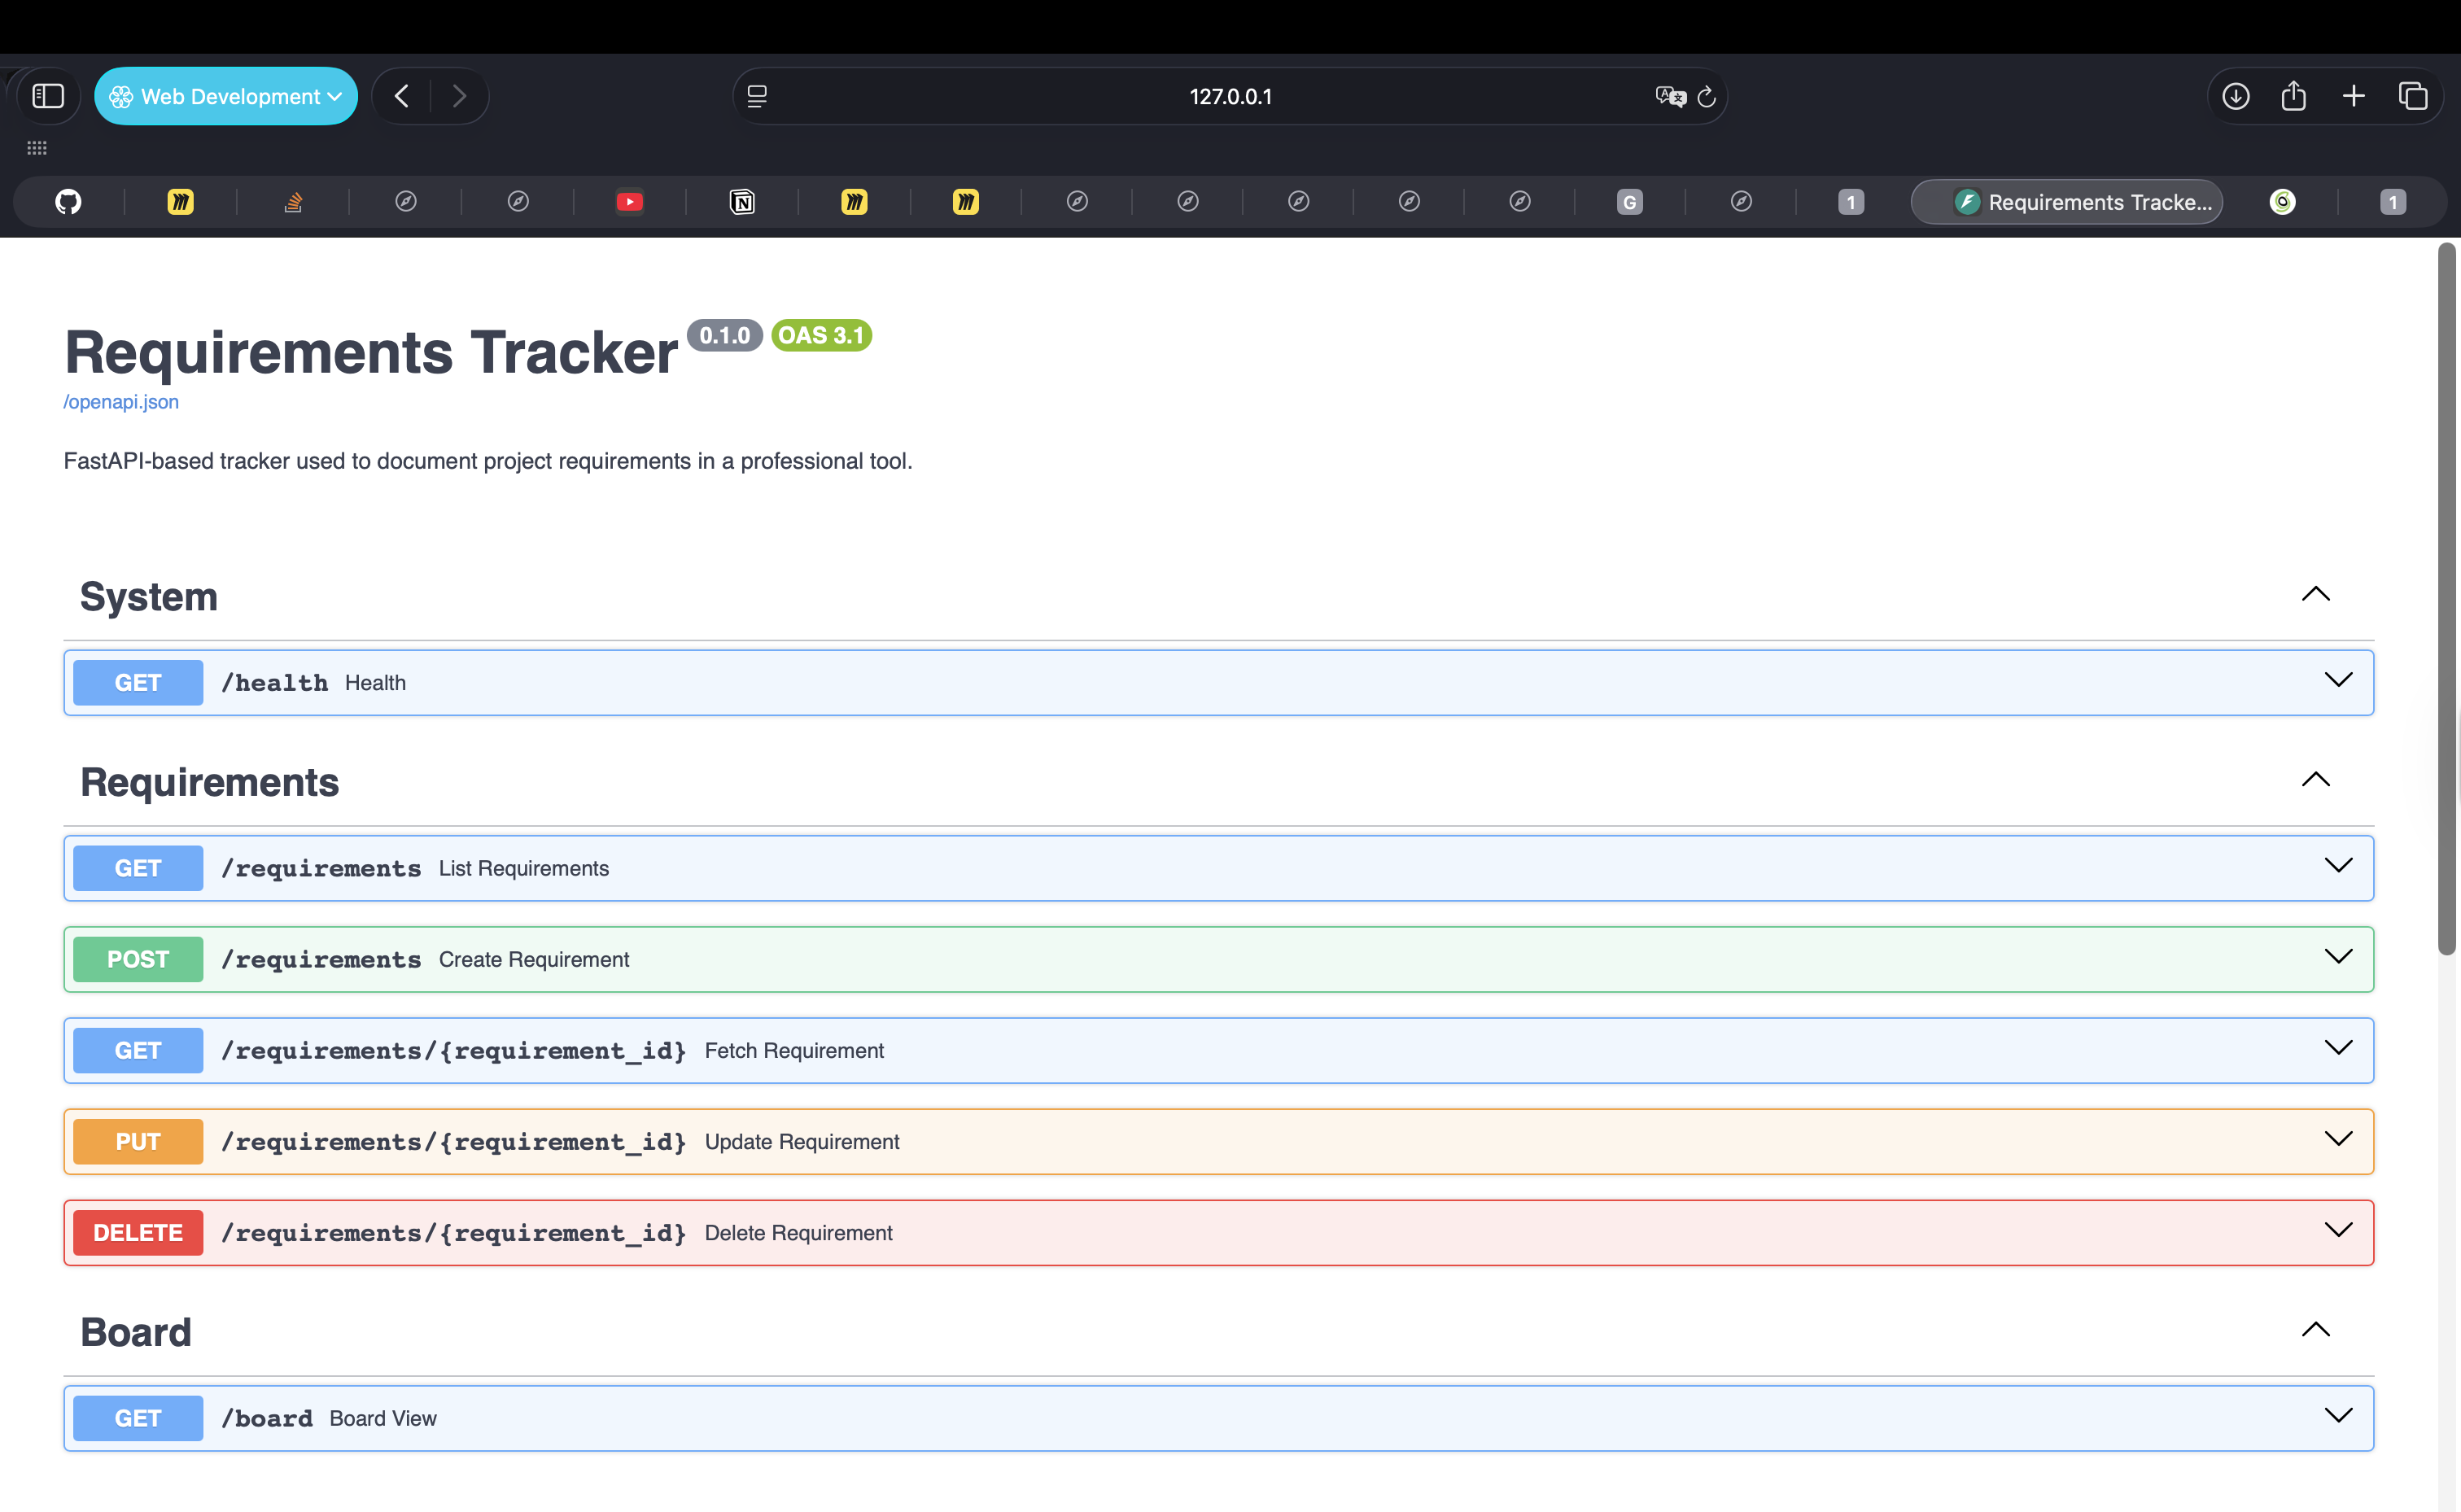 Web Development
127.0.0.1
G
1
Requirements Tracke...
1
Requirements Tracker 0.1.0 OAS 3.1
/openapi.json
FastAPI-based tracker used to document project requirements in a professional tool.
System
GET /health Health
Requirements
GET /requirements List Requirements
POST /requirements Create Requirement
GET /requirements/{requirement_id} Fetch Requirement
PUT /requirements/{requirement_id} Update Requirement
DELETE /requirements/{requirement_id} Delete Requirement
Board
GET /board Board View